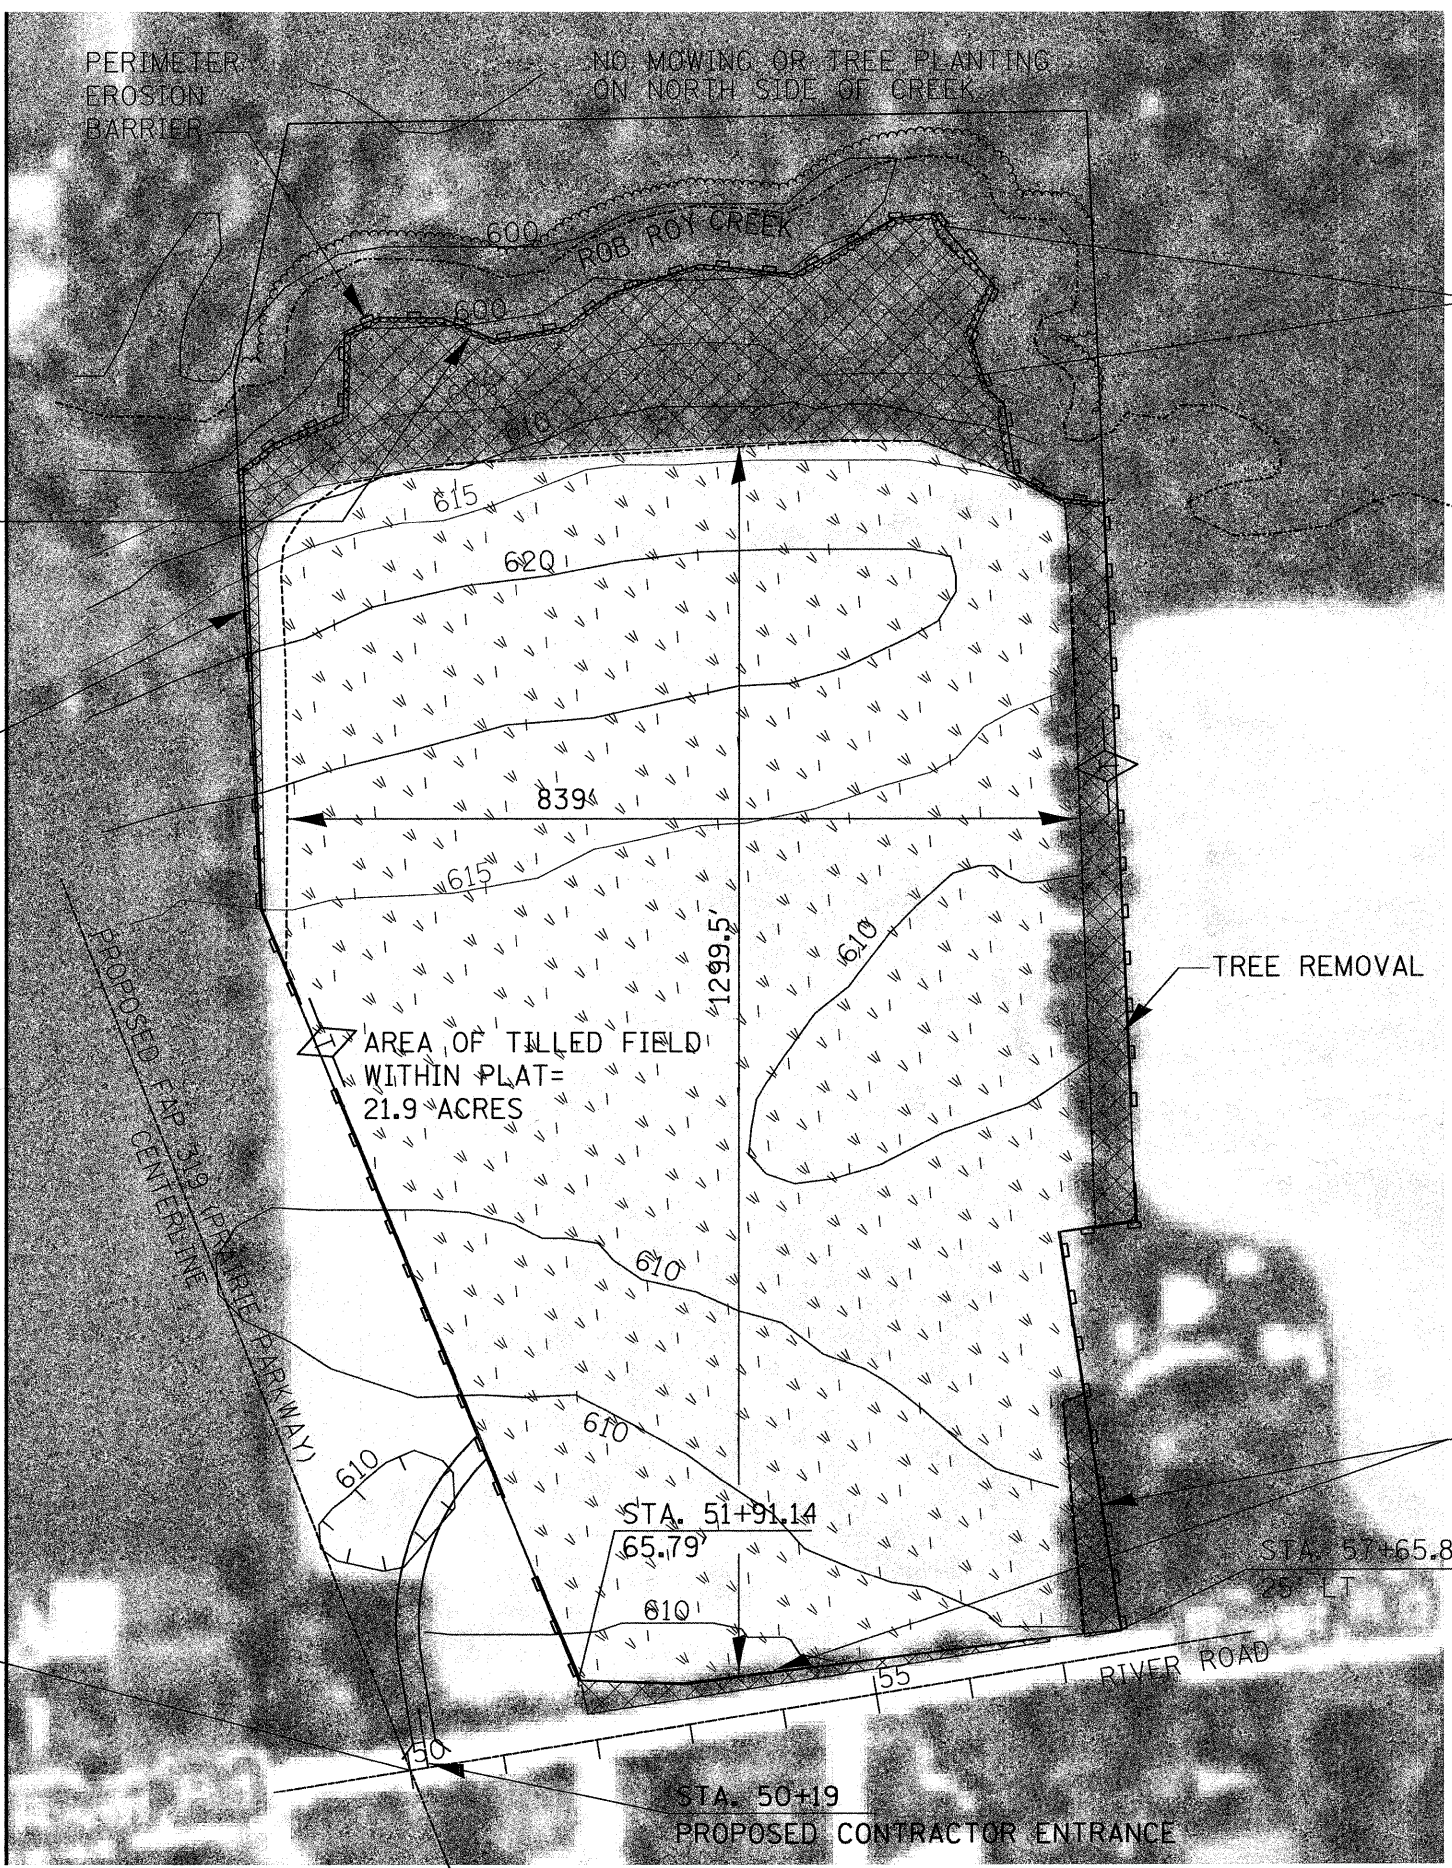 PERIMETER
EROSION
BARRIER
NO MOWING OR TREE PLANTING
ON NORTH SIDE OF CREEK
600
ROB ROY CREEK
600
605
610
615
620
839'
615
1299.5'
610
TREE REMOVAL
AREA OF TILLED FIELD
WITHIN PLAT=
21.9 ACRES
PROPOSED FAP 319 (PRAIRIE PARKWAY)
CENTERLINE
610
610
610
STA. 51+91.14
65.79'
STA. 57+65.8
25' LT
610
55
RIVER ROAD
50
STA. 50+19
PROPOSED CONTRACTOR ENTRANCE